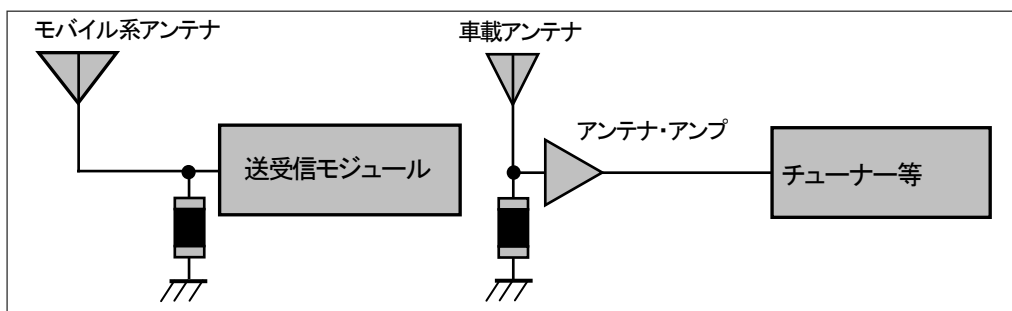 モバイル系アンテナ
車載アンテナ
アンテナ・アンプ
送受信モジュール
チューナー等